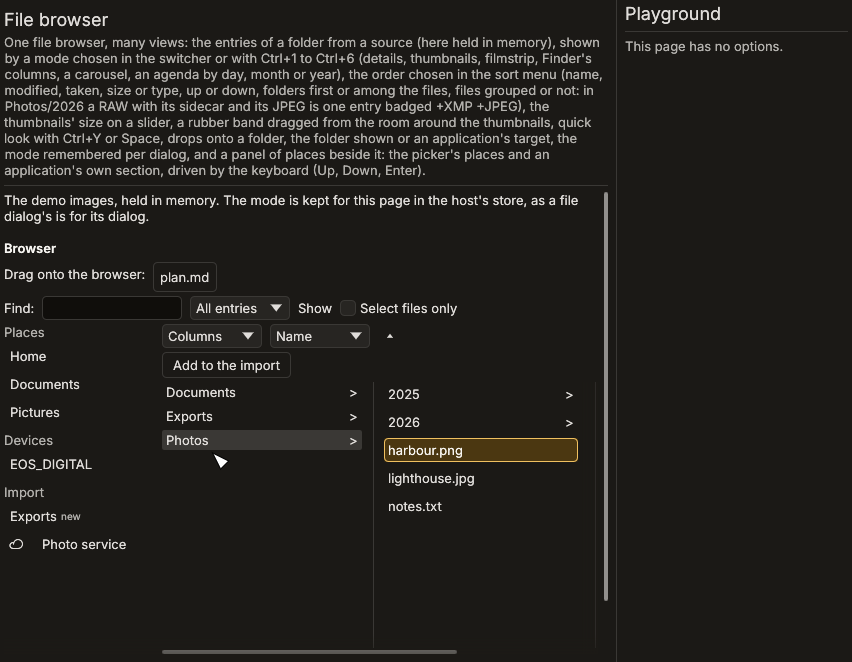 File browser
One file browser, many views: the entries of a folder from a source (here held in memory), shown
by a mode chosen in the switcher or with Ctrl+1 to Ctrl+6 (details, thumbnails, filmstrip, Finder's
columns, a carousel, an agenda by day, month or year), the order chosen in the sort menu (name,
modified, taken, size or type, up or down, folders first or among the files, files grouped or not: in
Photos/2026 a RAW with its sidecar and its JPEG is one entry badged +XMP +JPEG), the
thumbnails' size on a slider, a rubber band dragged from the room around the thumbnails, quick
look with Ctrl+Y or Space, drops onto a folder, the folder shown or an application's target, the
mode remembered per dialog, and a panel of places beside it: the picker's places and an
application's own section, driven by the keyboard (Up, Down, Enter).
The demo images, held in memory. The mode is kept for this page in the host's store, as a file
dialog's is for its dialog.
Browser
Drag onto the browser: plan.md
Find: All entries Show Select files only
Places
Home
Documents
Pictures
Devices
EOS_DIGITAL
Import
Exports new
Photo service
Columns Name
Add to the import
Documents >
Exports >
Photos >
2025 >
2026 >
harbour.png
lighthouse.jpg
notes.txt
Playground
This page has no options.